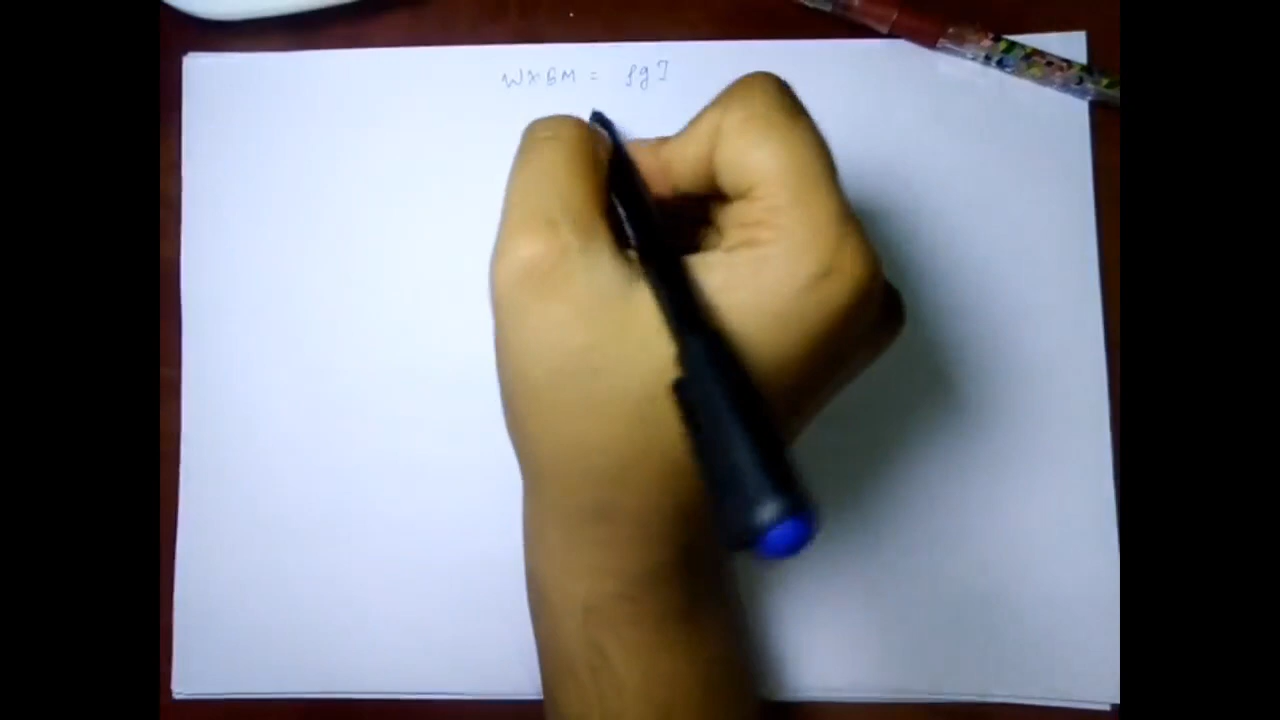 W × GM = ρgI